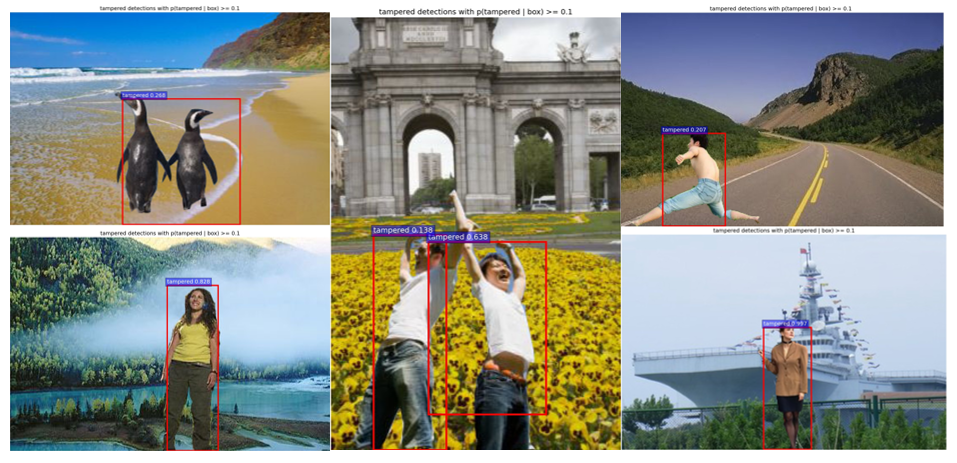 tampered detections with p(tampered | box) >= 0.1
tampered 0.268
tampered detections with p(tampered | box) >= 0.1
tampered 0.828
tampered detections with p(tampered | box) >= 0.1
tampered 0.138
tampered 0.638
tampered detections with p(tampered | box) >= 0.1
tampered 0.207
tampered detections with p(tampered | box) >= 0.1
tampered